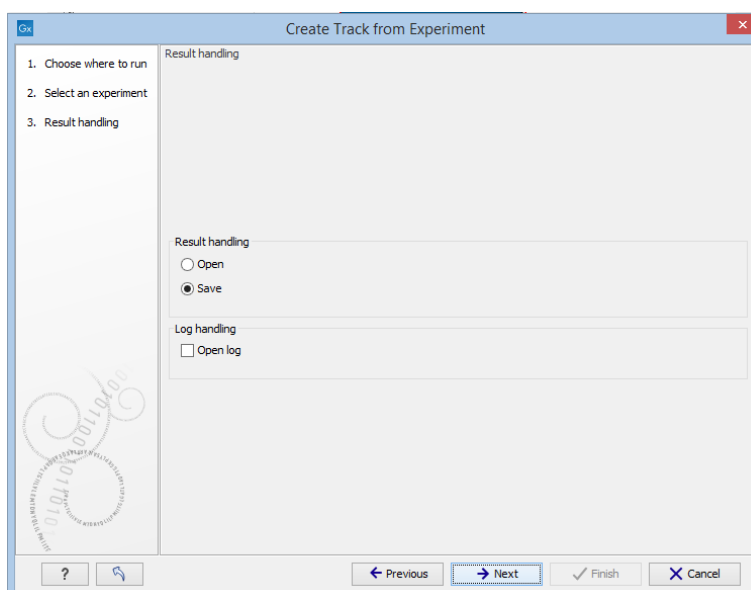 Gx
Create Track from Experiment
1. Choose where to run
2. Select an experiment
3. Result handling
Result handling
Result handling
Open
Save
Log handling
Open log
?
Previous
Next
Finish
Cancel